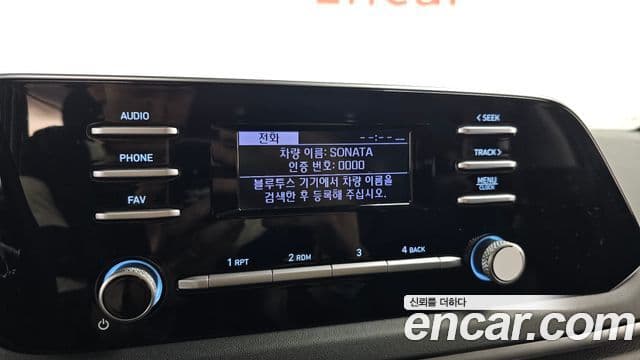 Encar
AUDIO
PHONE
FAV
전화
--:--
차량 이름: SONATA
인증 번호: 0000
블루투스 기기에서 차량 이름을
검색한 후 등록해 주십시오.
< SEEK
TRACK >
MENU
CLOCK
1 RPT
2 RDM
3
4 BACK
신뢰를 더하다
encar.com